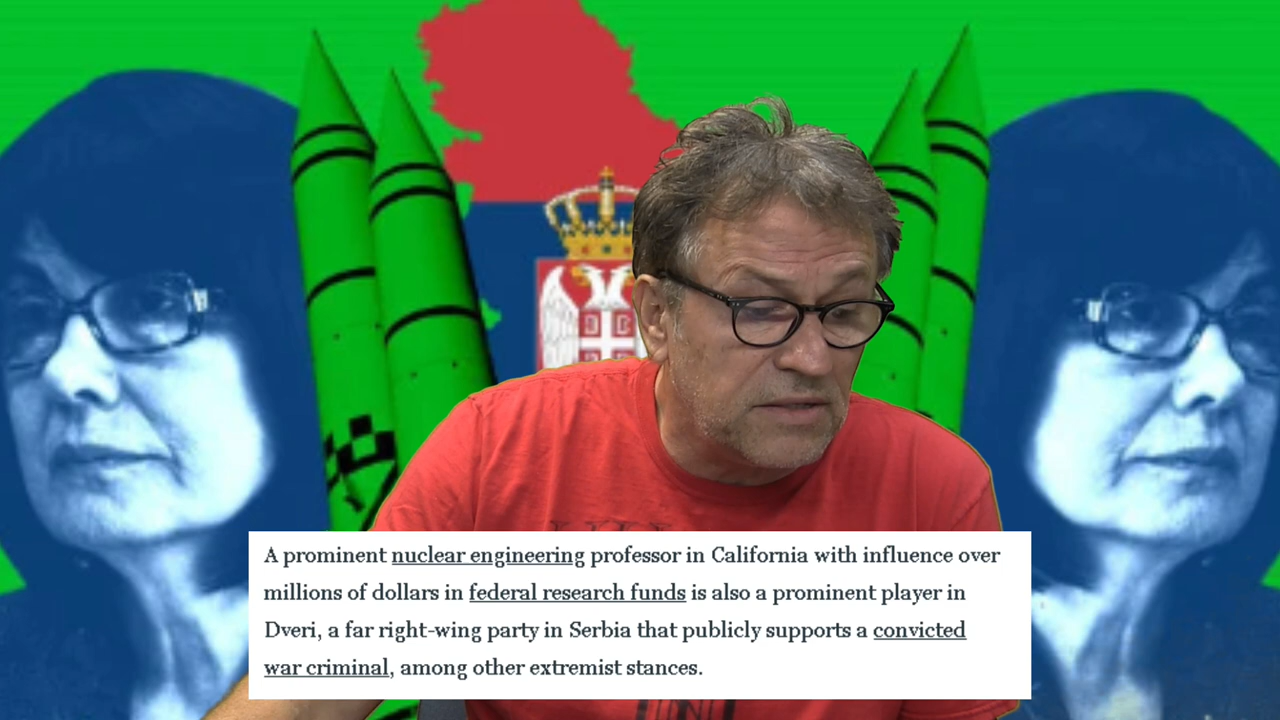 A prominent nuclear engineering professor in California with influence over
millions of dollars in federal research funds is also a prominent player in
Dveri, a far right-wing party in Serbia that publicly supports a convicted
war criminal, among other extremist stances.